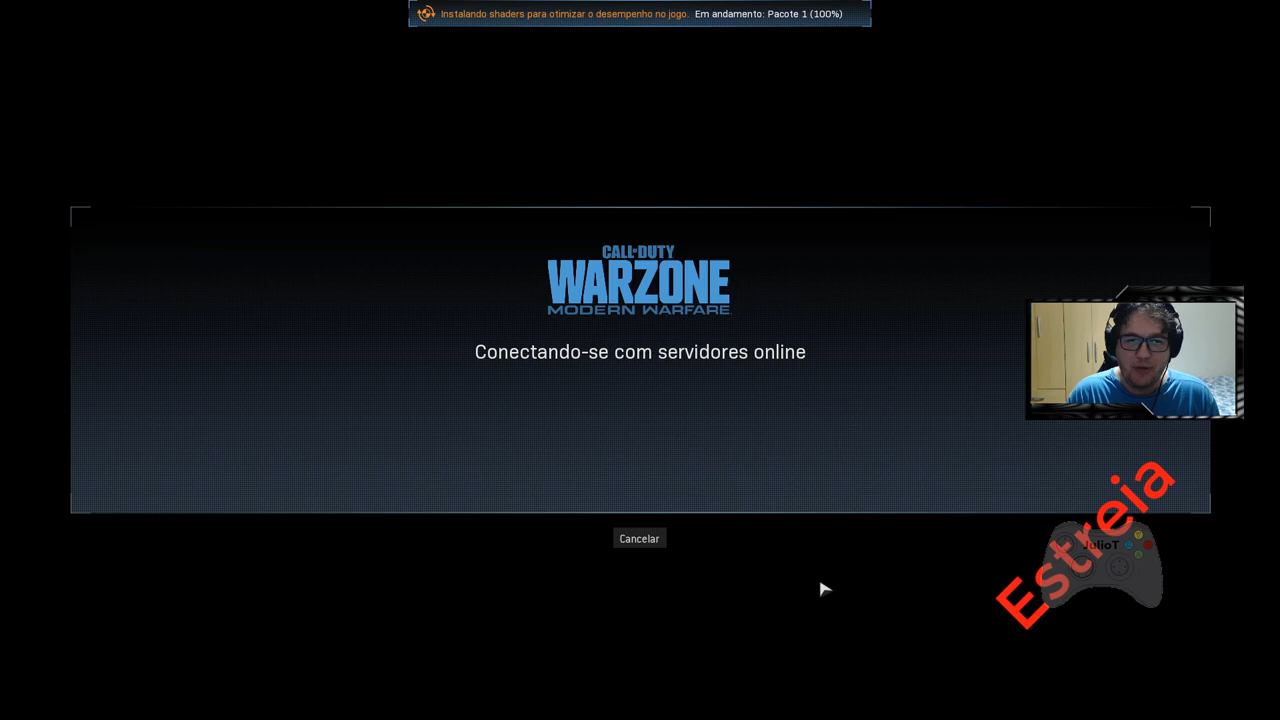 Instalando shaders para otimizar o desempenho no jogo. Em andamento: Pacote 1 (100%)
CALL OF DUTY
WARZONE
MODERN WARFARE
Conectando-se com servidores online
Cancelar
Estreia
JulioT